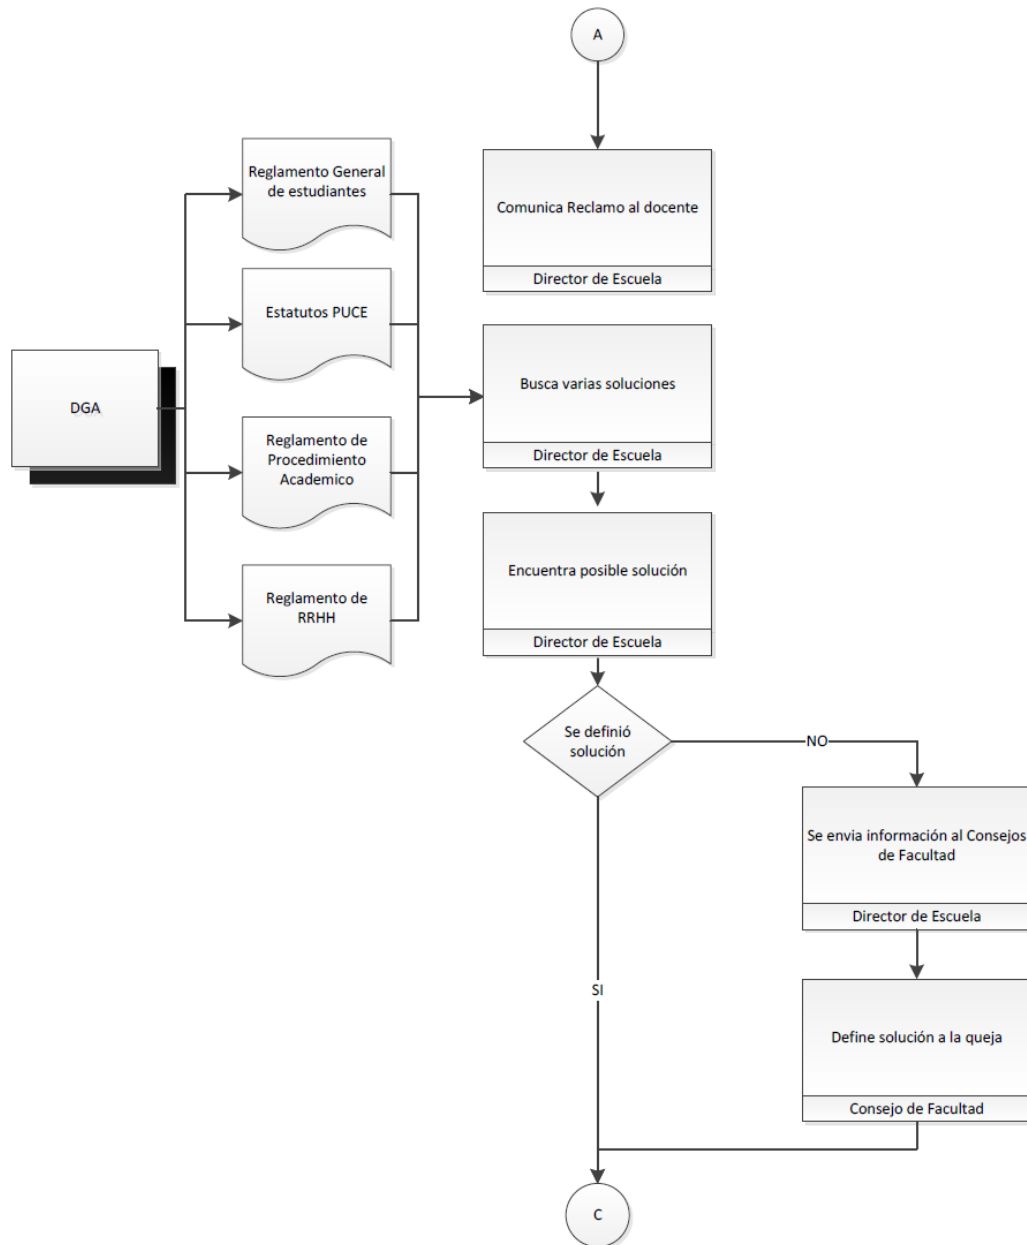 A
Reglamento General
de estudiantes
Comunica Reclamo al docente
Director de Escuela
Estatutos PUCE
Busca varias soluciones
Director de Escuela
DGA
Reglamento de
Procedimiento
Academico
Encuentra posible solución
Director de Escuela
Reglamento de
RRHH
Se definió
solución
NO
Se envia información al Consejos
de Facultad
Director de Escuela
SI
Define solución a la queja
Consejo de Facultad
C